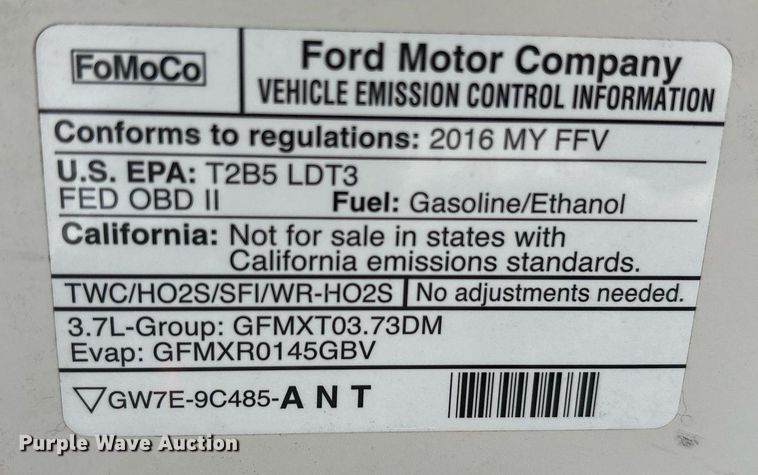 FoMoCo
Ford Motor Company
VEHICLE EMISSION CONTROL INFORMATION
Conforms to regulations: 2016 MY FFV
U.S. EPA: T2B5 LDT3
FED OBD II Fuel: Gasoline/Ethanol
California: Not for sale in states with
California emissions standards.
TWC/HO2S/SFI/WR-HO2S No adjustments needed.
3.7L-Group: GFMXT03.73DM
Evap: GFMXR0145GBV
GW7E-9C485-A N T
Purple Wave Auction